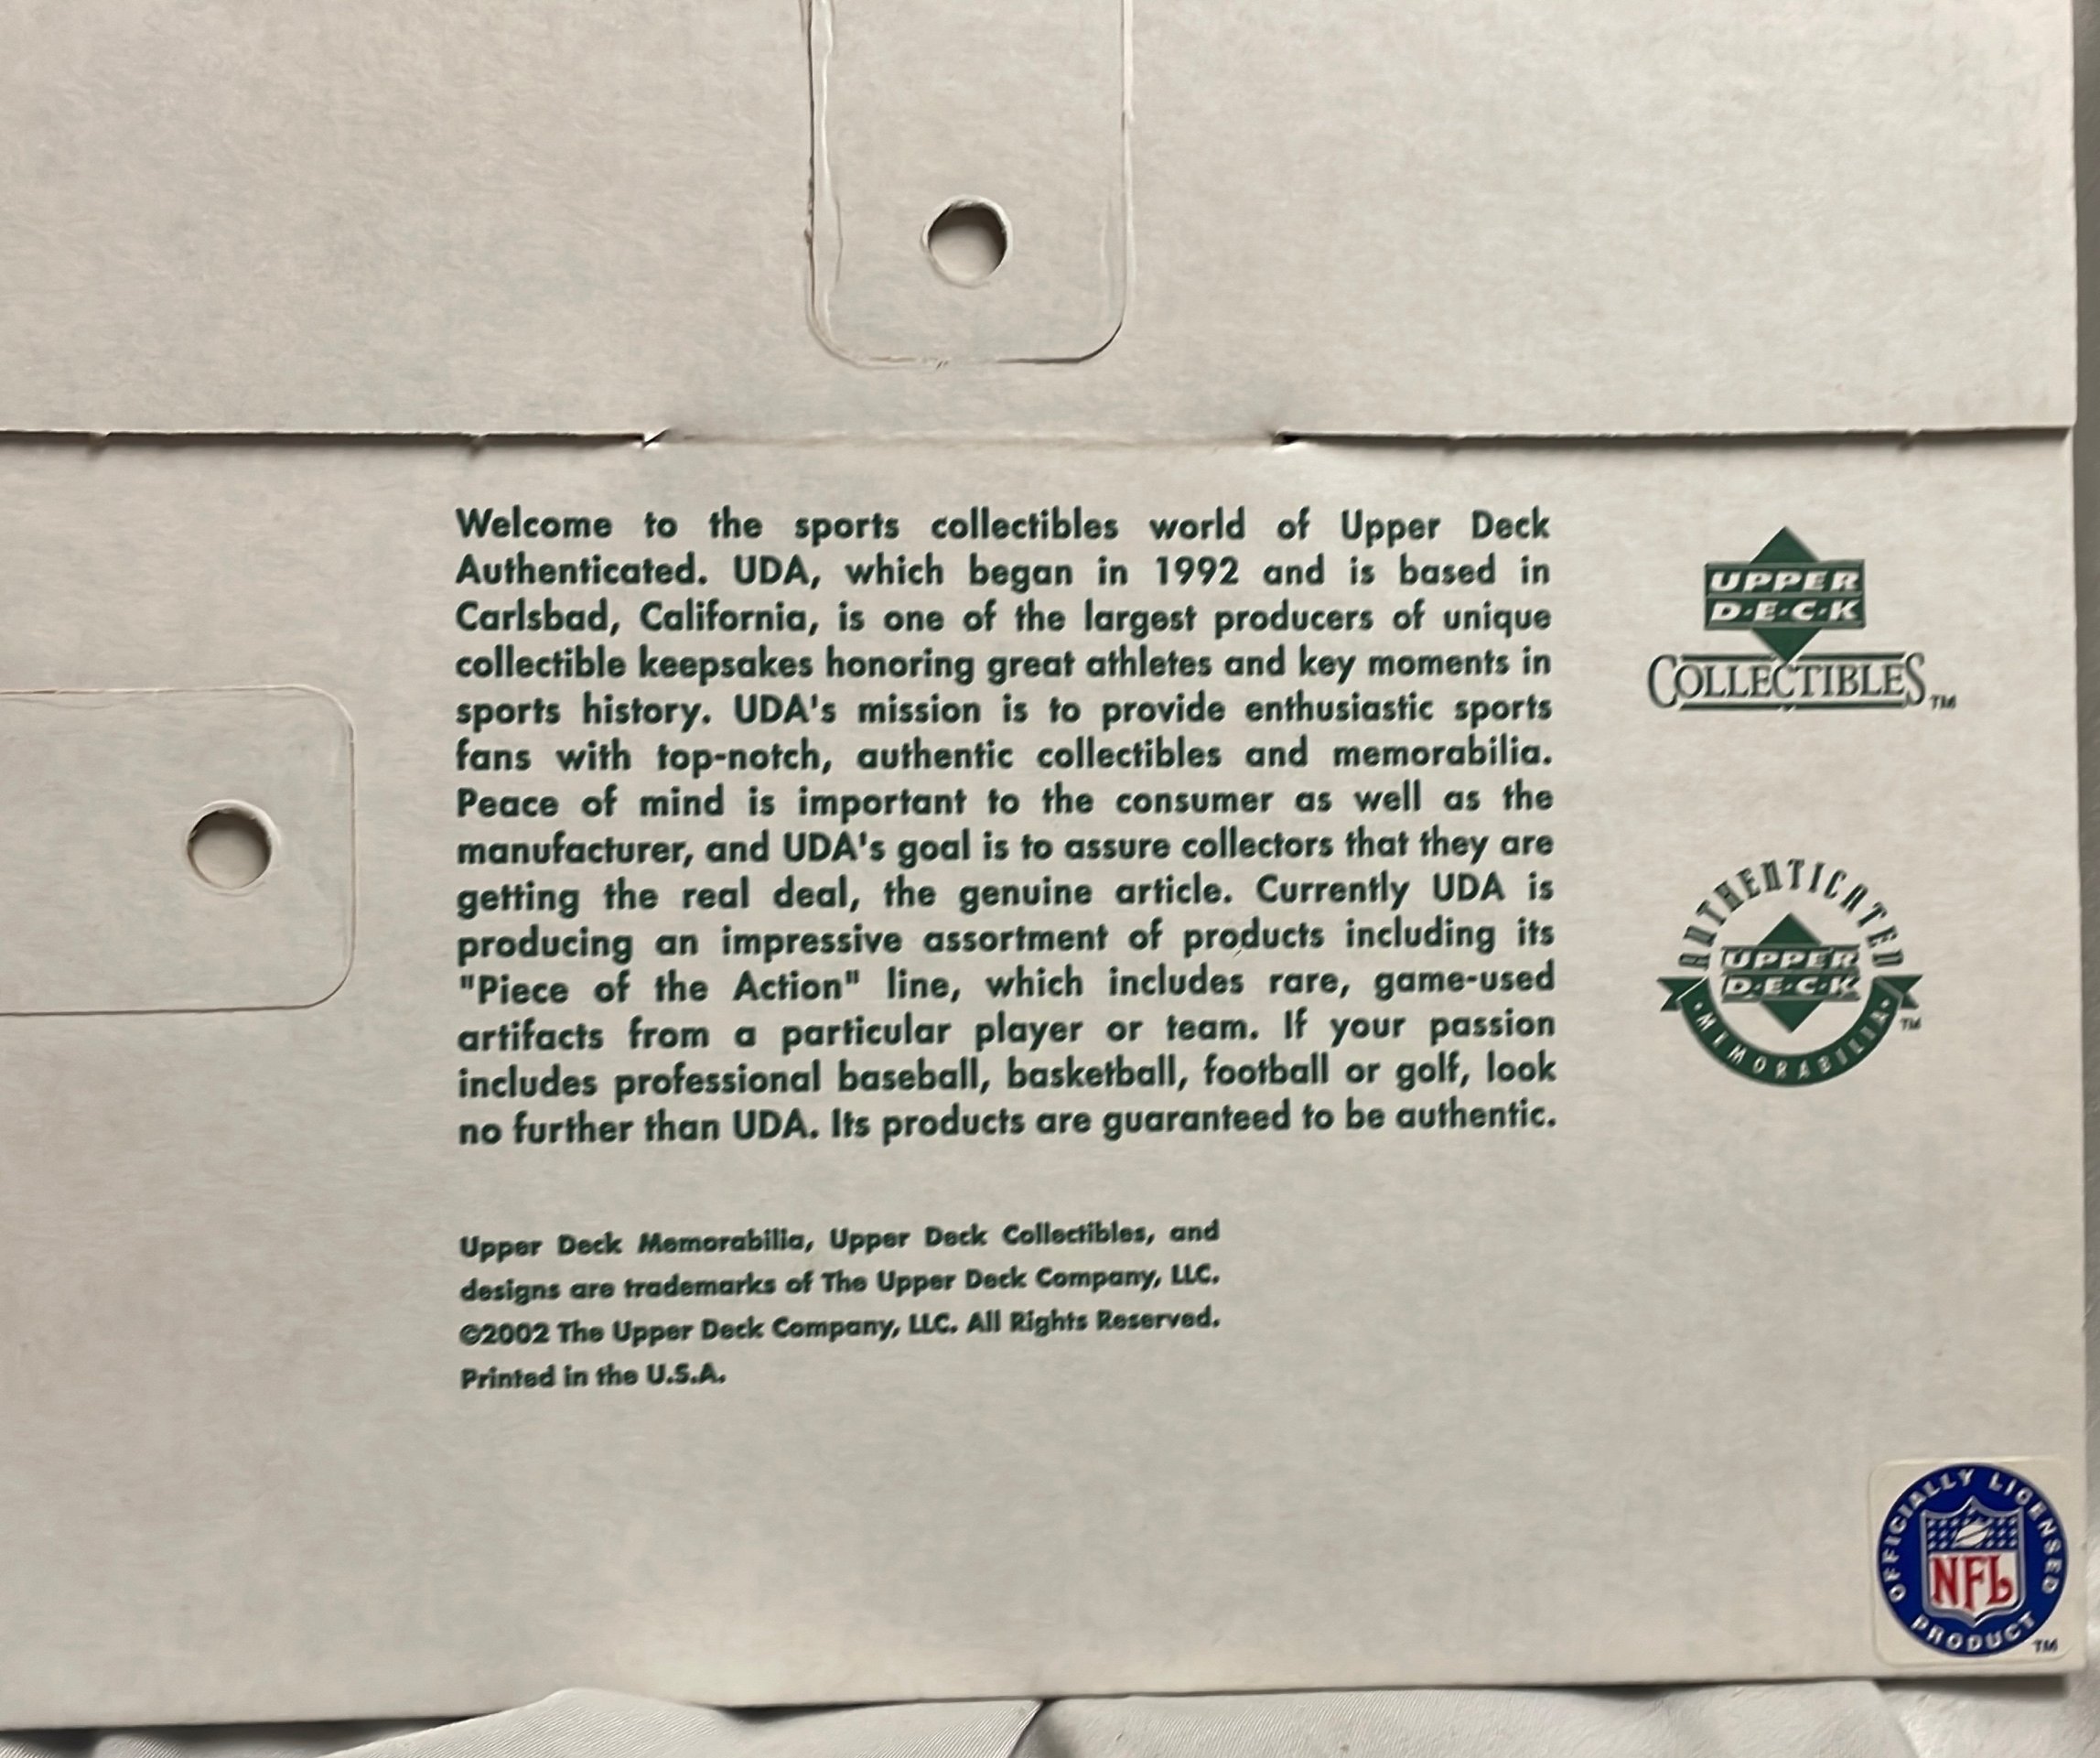 Welcome to the sports collectibles world of Upper Deck
Authenticated. UDA, which began in 1992 and is based in
Carlsbad, California, is one of the largest producers of unique
collectible keepsakes honoring great athletes and key moments in
sports history. UDA's mission is to provide enthusiastic sports
fans with top-notch, authentic collectibles and memorabilia.
Peace of mind is important to the consumer as well as the
manufacturer, and UDA's goal is to assure collectors that they are
getting the real deal, the genuine article. Currently UDA is
producing an impressive assortment of products including its
"Piece of the Action" line, which includes rare, game-used
artifacts from a particular player or team. If your passion
includes professional baseball, basketball, football or golf, look
no further than UDA. Its products are guaranteed to be authentic.
Upper Deck Memorabilia, Upper Deck Collectibles, and
designs are trademarks of The Upper Deck Company, LLC.
©2002 The Upper Deck Company, LLC. All Rights Reserved.
Printed in the U.S.A.
UPPER
D·E·C·K
COLLECTIBLES™
AUTHENTICATED
UPPER
D·E·C·K
·MEMORABILIA·
™
OFFICIALLY LICENSED
NFL
PRODUCT
™